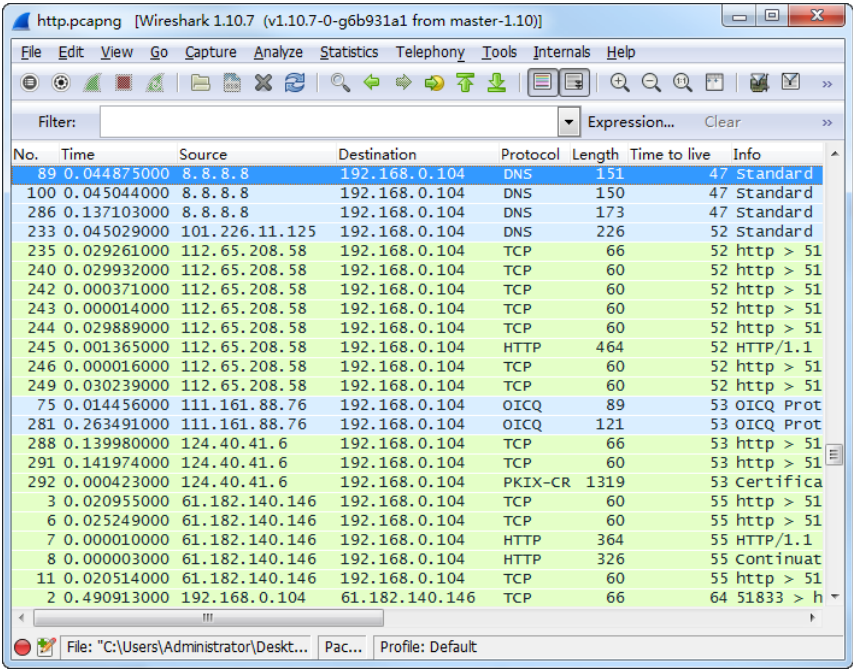 http.pcapng [Wireshark 1.10.7 (v1.10.7-0-g6b931a1 from master-1.10)]
File Edit View Go Capture Analyze Statistics Telephony Tools Internals Help
Filter: Expression... Clear
No. Time Source Destination Protocol Length Time to live Info
89 0.044875000 8.8.8.8 192.168.0.104 DNS 151 47 Standard
100 0.045044000 8.8.8.8 192.168.0.104 DNS 150 47 Standard
286 0.137103000 8.8.8.8 192.168.0.104 DNS 173 47 Standard
233 0.045029000 101.226.11.125 192.168.0.104 DNS 226 52 Standard
235 0.029261000 112.65.208.58 192.168.0.104 TCP 66 52 http > 51
240 0.029932000 112.65.208.58 192.168.0.104 TCP 60 52 http > 51
242 0.000371000 112.65.208.58 192.168.0.104 TCP 60 52 http > 51
243 0.000014000 112.65.208.58 192.168.0.104 TCP 60 52 http > 51
244 0.029889000 112.65.208.58 192.168.0.104 TCP 60 52 http > 51
245 0.001365000 112.65.208.58 192.168.0.104 HTTP 464 52 HTTP/1.1
246 0.000016000 112.65.208.58 192.168.0.104 TCP 60 52 http > 51
249 0.030239000 112.65.208.58 192.168.0.104 TCP 60 52 http > 51
75 0.014456000 111.161.88.76 192.168.0.104 OICQ 89 53 OICQ Prot
281 0.263491000 111.161.88.76 192.168.0.104 OICQ 121 53 OICQ Prot
288 0.139980000 124.40.41.6 192.168.0.104 TCP 66 53 http > 51
291 0.141974000 124.40.41.6 192.168.0.104 TCP 60 53 http > 51
292 0.000423000 124.40.41.6 192.168.0.104 PKIX-CR 1319 53 Certifica
3 0.020955000 61.182.140.146 192.168.0.104 TCP 60 55 http > 51
6 0.025249000 61.182.140.146 192.168.0.104 TCP 60 55 http > 51
7 0.000010000 61.182.140.146 192.168.0.104 HTTP 364 55 HTTP/1.1
8 0.000003000 61.182.140.146 192.168.0.104 HTTP 326 55 Continuat
11 0.020514000 61.182.140.146 192.168.0.104 TCP 60 55 http > 51
2 0.490913000 192.168.0.104 61.182.140.146 TCP 66 64 51833 > h
File: "C:\Users\Administrator\Deskt... Pac... Profile: Default